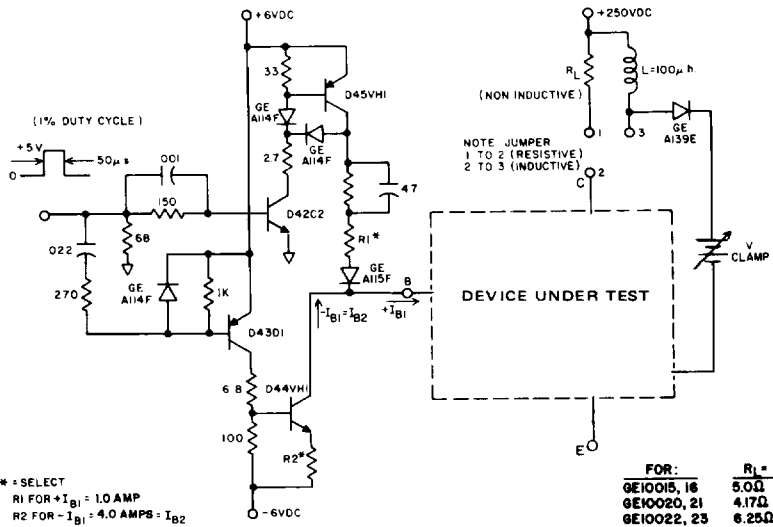 +6VDC
+250VDC
33
D45VH1
RL
L=100μh.
(NON INDUCTIVE)
(1% DUTY CYCLE)
GE
A114F
GE
A114F
GE
A139E
+5V
0
50μs
.001
2.7
NOTE JUMPER
1 TO 2 (RESISTIVE)
2 TO 3 (INDUCTIVE)
1
3
2
C
47
150
D42C2
68
R1*
.022
V
CLAMP
GE
A114F
1K
GE
A115F
B
DEVICE UNDER TEST
270
-IB1=IB2
+IB1
D43D1
6.8
D44VH1
100
R2*
E
* = SELECT
R1 FOR +IB1 = 1.0 AMP
R2 FOR -IB1 = 4.0 AMPS = IB2
-6VDC
FOR: RL=
GE10015, 16 5.0Ω
GE10020, 21 4.17Ω
GE10022, 23 6.25Ω